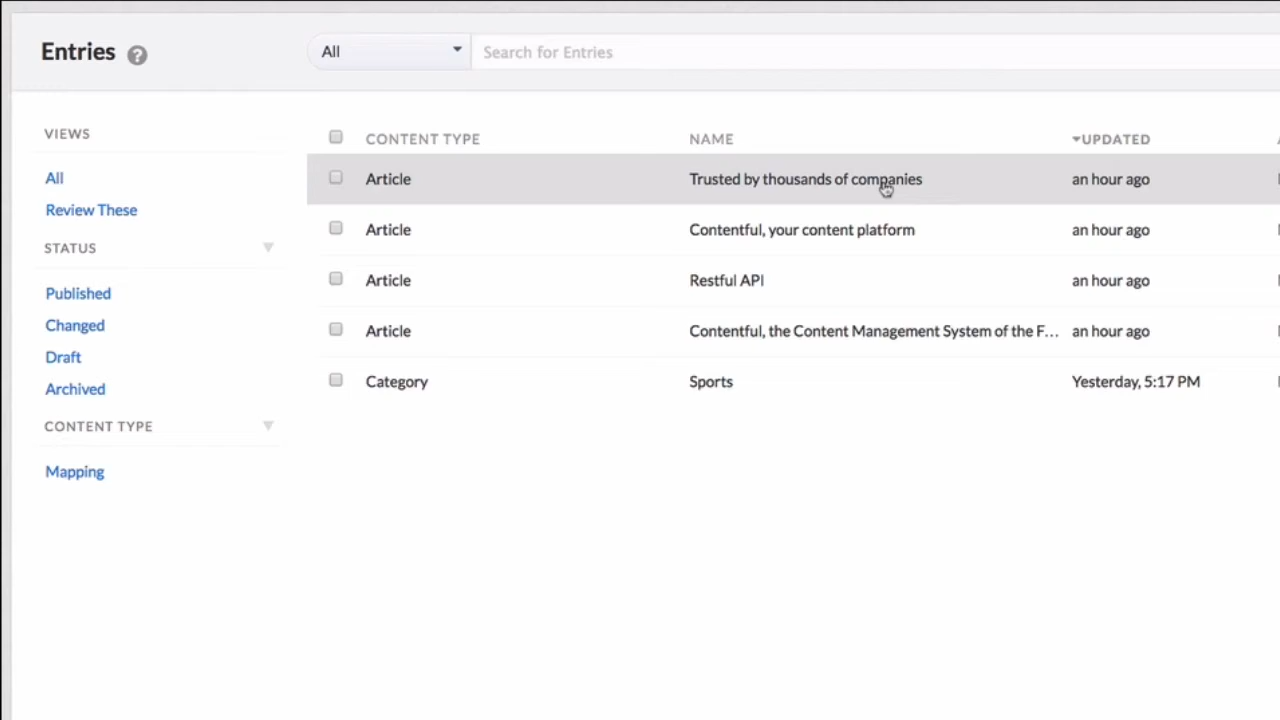 Entries ?
All
Search for Entries
VIEWS
All
Review These
STATUS
Published
Changed
Draft
Archived
CONTENT TYPE
Mapping
CONTENT TYPE NAME UPDATED
Article Trusted by thousands of companies an hour ago
Article Contentful, your content platform an hour ago
Article Restful API an hour ago
Article Contentful, the Content Management System of the F... an hour ago
Category Sports Yesterday, 5:17 PM